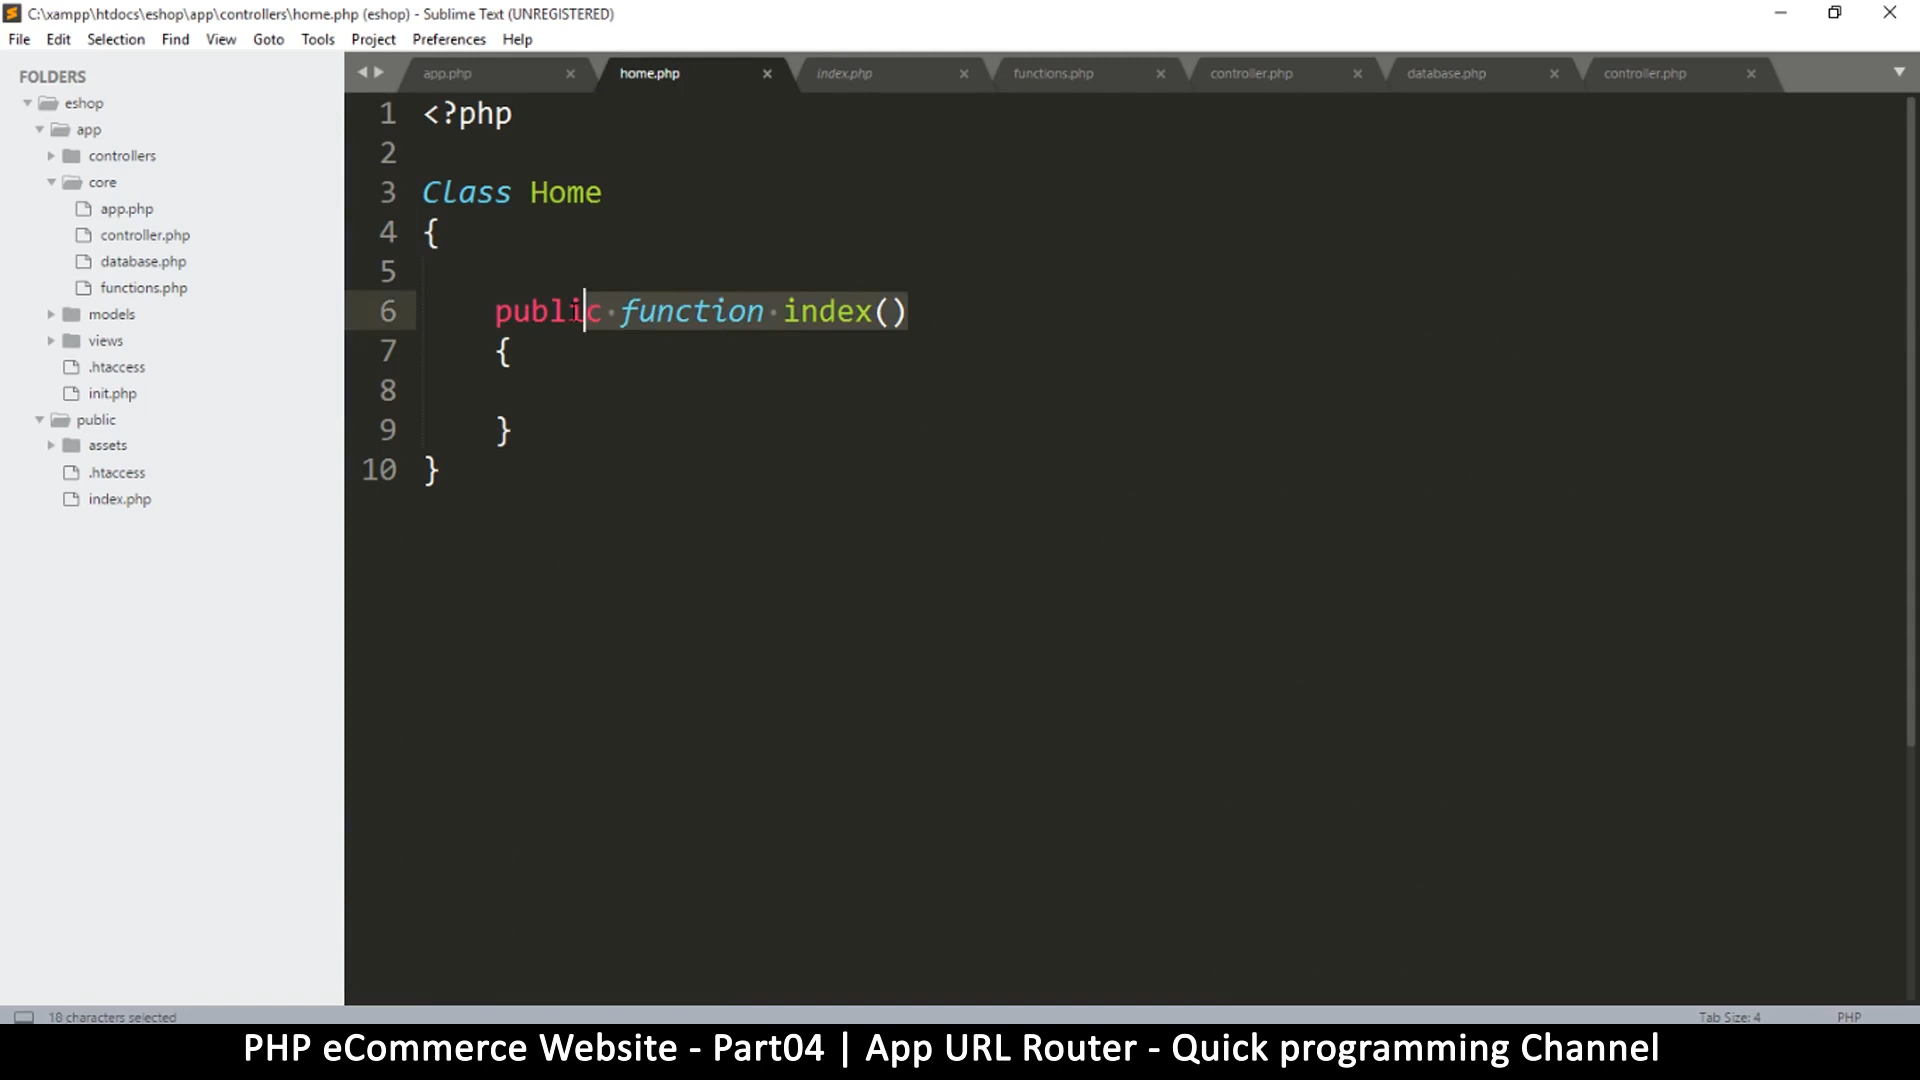 C:\xampp\htdocs\eshop\app\controllers\home.php (eshop) - Sublime Text (UNREGISTERED)
File Edit Selection Find View Goto Tools Project Preferences Help
FOLDERS
eshop
app
controllers
core
app.php
controller.php
database.php
functions.php
models
views
.htaccess
init.php
public
assets
.htaccess
index.php
app.php home.php index.php functions.php controller.php database.php controller.php
1 <?php
2
3 Class Home
4 {
5
6 public function index()
7 {
8
9 }
10 }
18 characters selected Tab Size: 4 PHP
PHP eCommerce Website - Part04 | App URL Router - Quick programming Channel